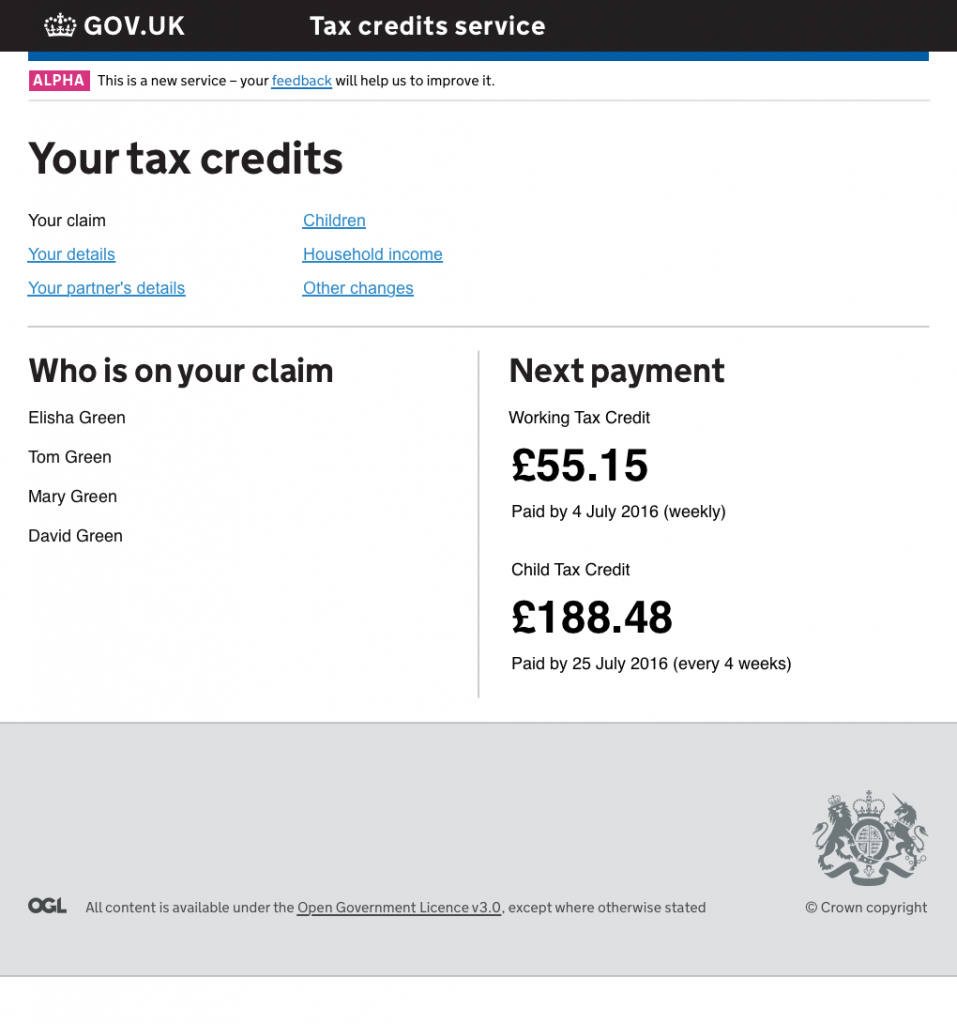 GOV.UK Tax credits service
ALPHA This is a new service – your feedback will help us to improve it.
Your tax credits
Your claim
Your details
Your partner's details
Children
Household income
Other changes
Who is on your claim
Elisha Green
Tom Green
Mary Green
David Green
Next payment
Working Tax Credit
£55.15
Paid by 4 July 2016 (weekly)
Child Tax Credit
£188.48
Paid by 25 July 2016 (every 4 weeks)
OGL All content is available under the Open Government Licence v3.0, except where otherwise stated
© Crown copyright